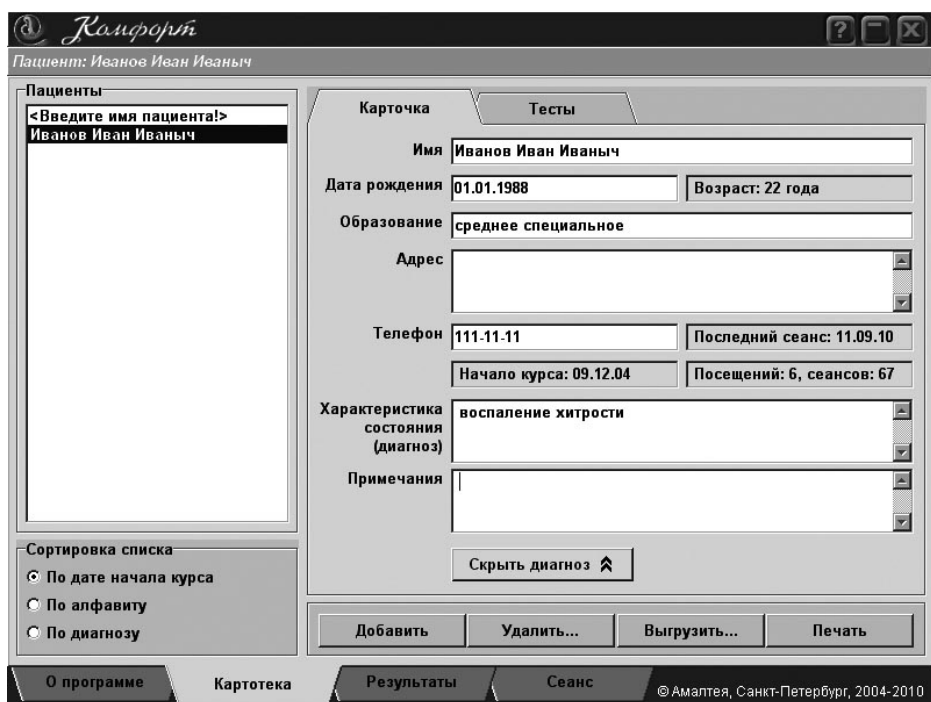 Комфорт
Пациент: Иванов Иван Иваныч
Пациенты
<Введите имя пациента!>
Иванов Иван Иваныч
Сортировка списка
По дате начала курса
По алфавиту
По диагнозу
Карточка
Тесты
Имя Иванов Иван Иваныч
Дата рождения 01.01.1988 Возраст: 22 года
Образование среднее специальное
Адрес
Телефон 111-11-11 Последний сеанс: 11.09.10
Начало курса: 09.12.04 Посещений: 6, сеансов: 67
Характеристика
состояния
(диагноз)
воспаление хитрости
Примечания
Скрыть диагноз
Добавить Удалить... Выгрузить... Печать
О программе Картотека Результаты Сеанс
© Амалтея, Санкт-Петербург, 2004-2010